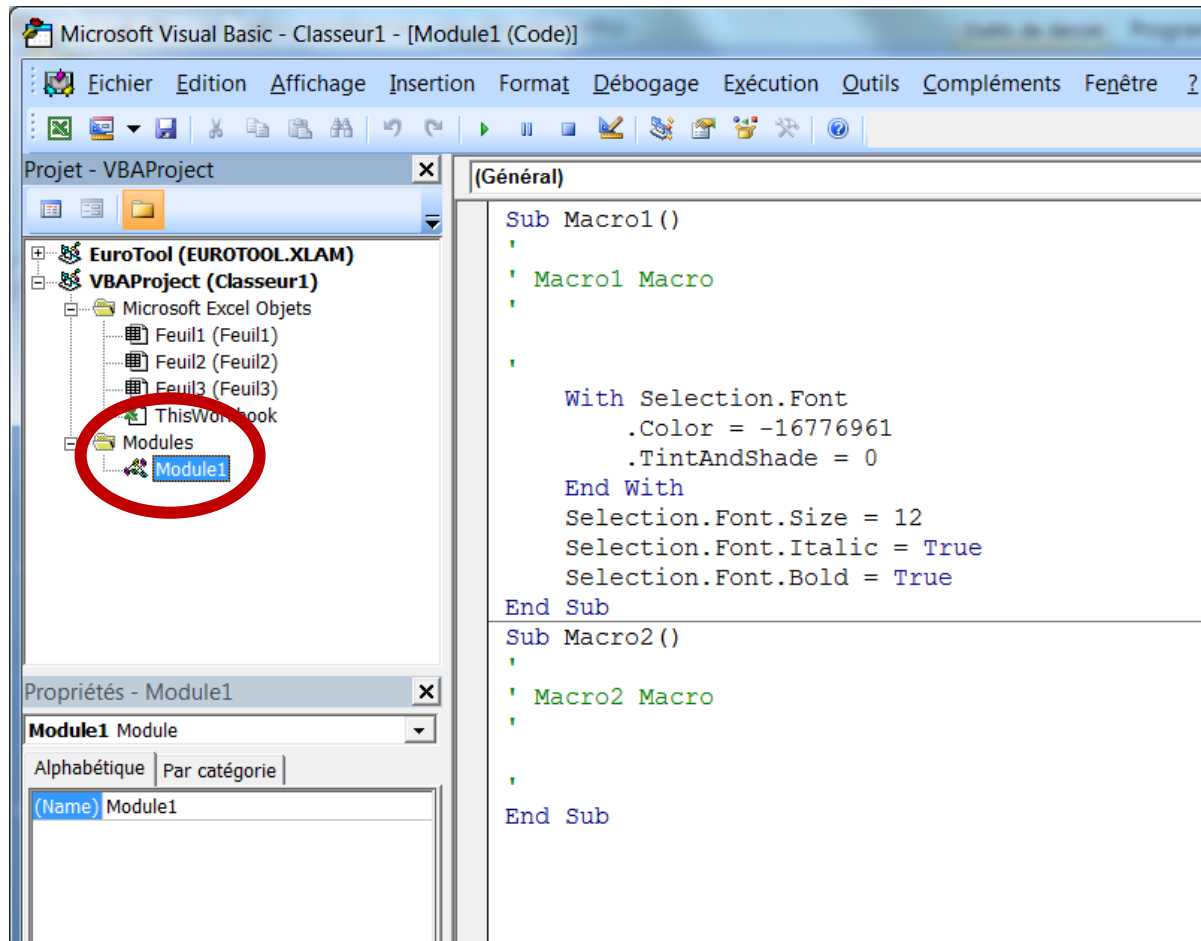 Microsoft Visual Basic - Classeur1 - [Module1 (Code)]
Fichier Edition Affichage Insertion Format Débogage Exécution Outils Compléments Fenêtre ?
Projet - VBAProject
EuroTool (EUROTOOL.XLAM)
VBAProject (Classeur1)
Microsoft Excel Objets
Feuil1 (Feuil1)
Feuil2 (Feuil2)
Feuil3 (Feuil3)
ThisWorkbook
Modules
Module1
Propriétés - Module1
Module1 Module
Alphabétique Par catégorie
(Name) Module1
(Général)
Sub Macro1()
'
' Macro1 Macro
'
'
With Selection.Font
.Color = -16776961
.TintAndShade = 0
End With
Selection.Font.Size = 12
Selection.Font.Italic = True
Selection.Font.Bold = True
End Sub
Sub Macro2()
'
' Macro2 Macro
'
'
End Sub